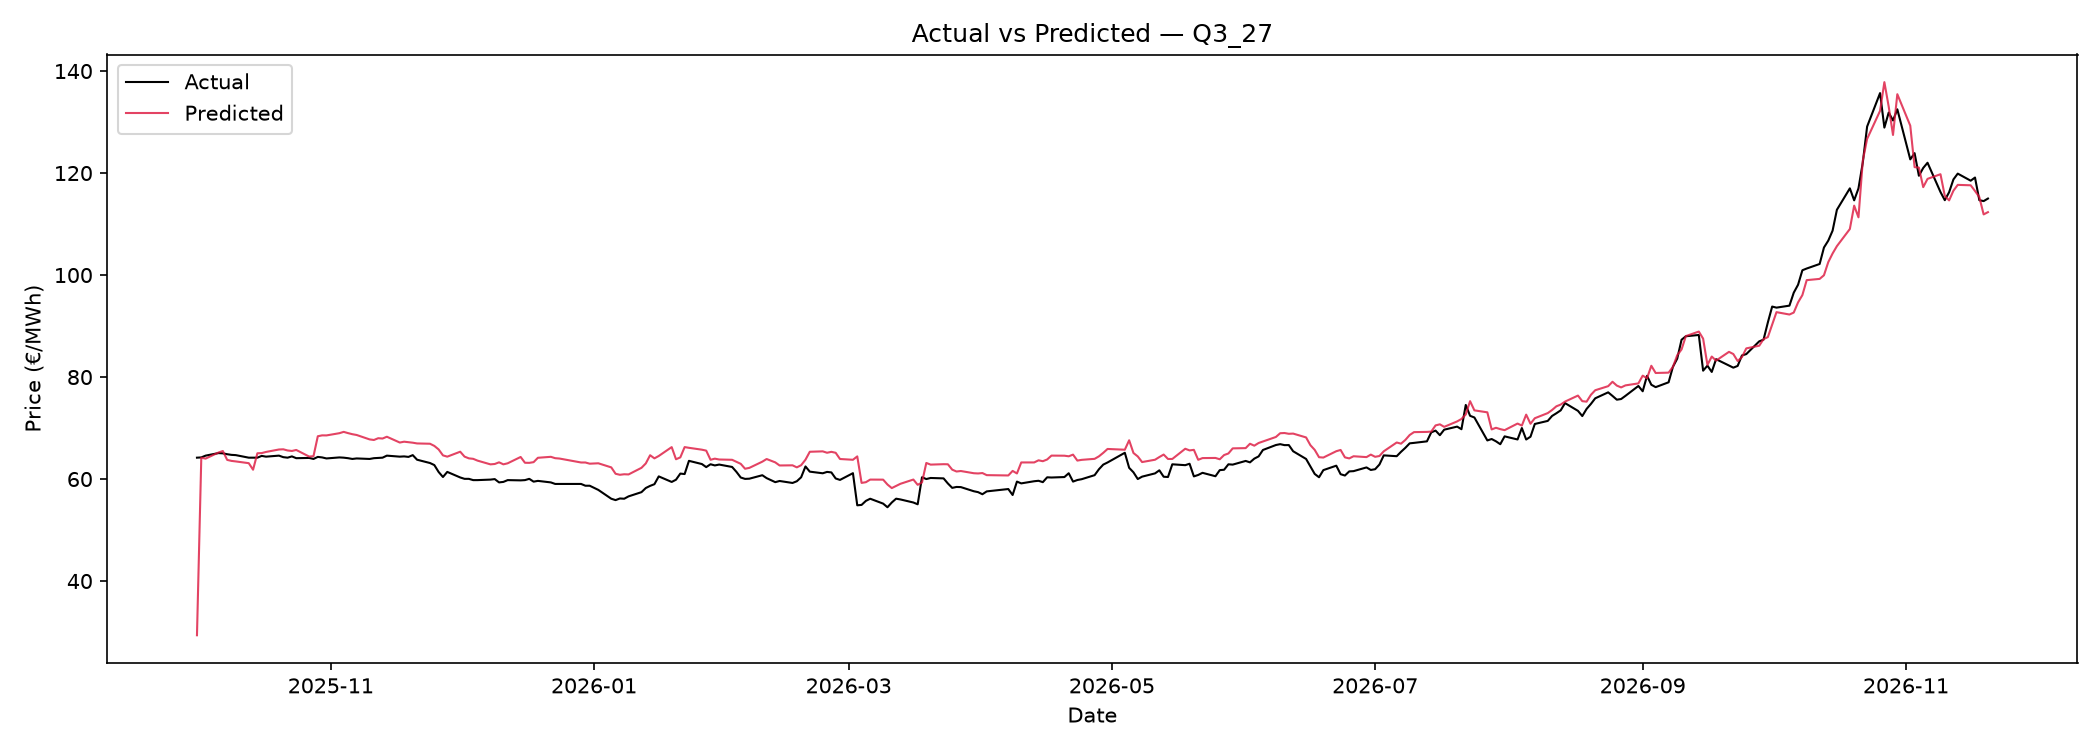 Actual vs Predicted — Q3_27
Actual
Predicted
Price (€/MWh)
140
120
100
80
60
40
2025-11
2026-01
2026-03
2026-05
2026-07
2026-09
2026-11
Date